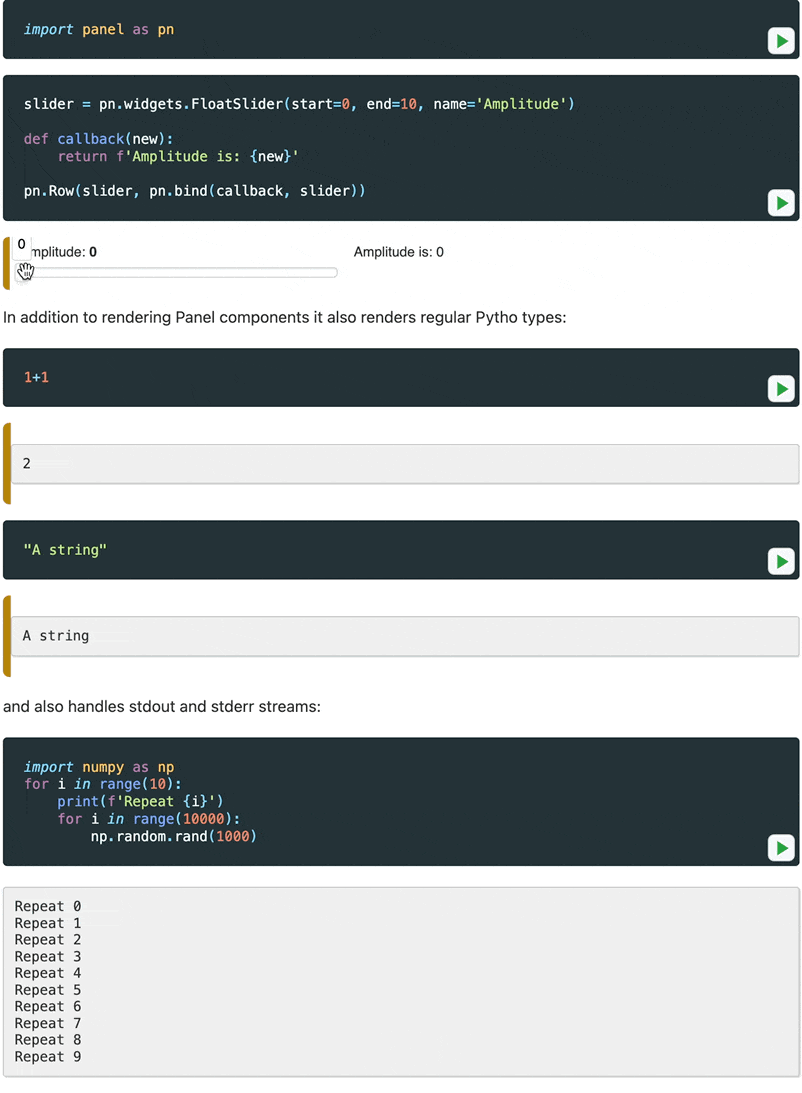 import panel as pn
slider = pn.widgets.FloatSlider(start=0, end=10, name='Amplitude')
def callback(new):
    return f'Amplitude is: {new}'
pn.Row(slider, pn.bind(callback, slider))
0
mplitude: 0 Amplitude is: 0
In addition to rendering Panel components it also renders regular Pytho types:
1+1
2
"A string"
A string
and also handles stdout and stderr streams:
import numpy as np
for i in range(10):
    print(f'Repeat {i}')
    for i in range(10000):
        np.random.rand(1000)
Repeat 0
Repeat 1
Repeat 2
Repeat 3
Repeat 4
Repeat 5
Repeat 6
Repeat 7
Repeat 8
Repeat 9